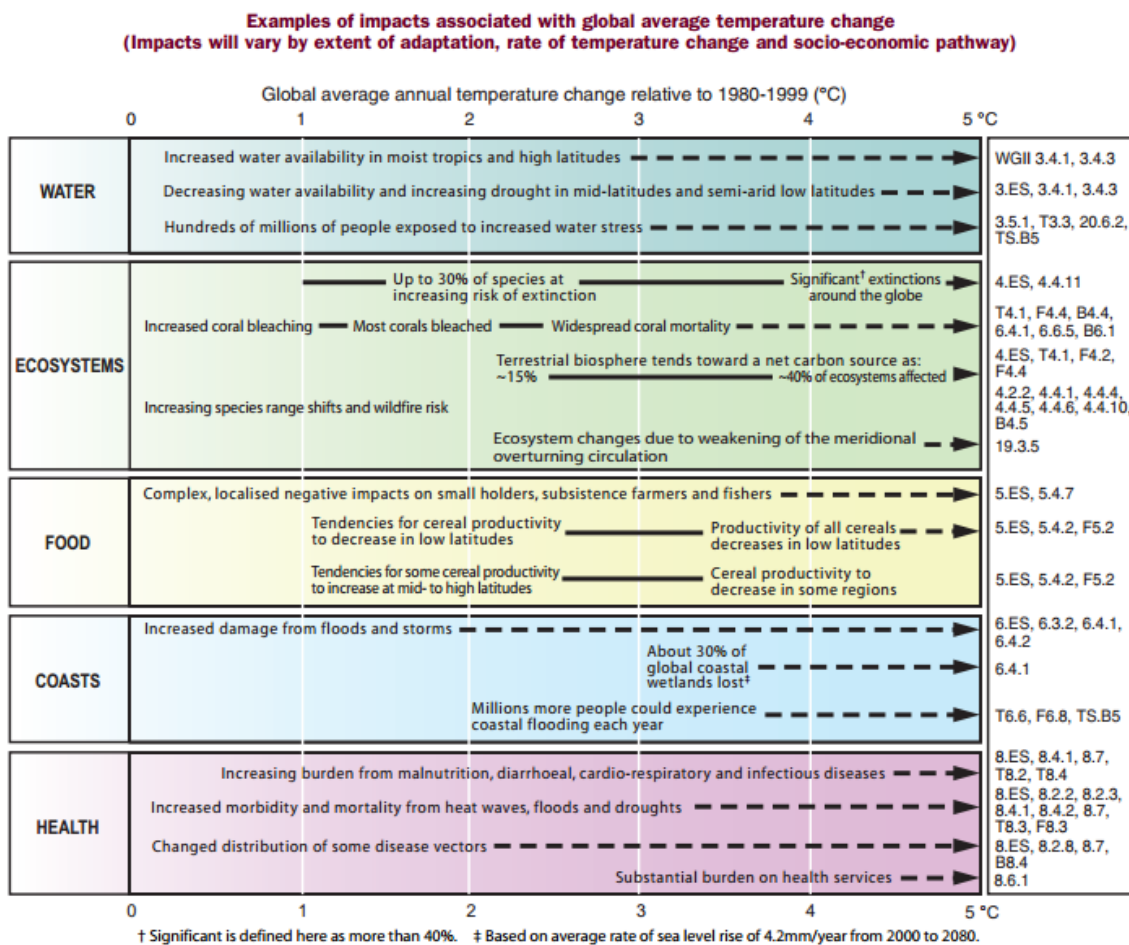 Examples of impacts associated with global average temperature change
(Impacts will vary by extent of adaptation, rate of temperature change and socio-economic pathway)
Global average annual temperature change relative to 1980-1999 (°C)
0 1 2 3 4 5 °C
WATER
Increased water availability in moist tropics and high latitudes
WGII 3.4.1, 3.4.3
Decreasing water availability and increasing drought in mid-latitudes and semi-arid low latitudes
3.ES, 3.4.1, 3.4.3
Hundreds of millions of people exposed to increased water stress
3.5.1, T3.3, 20.6.2,
TS.B5
ECOSYSTEMS
Up to 30% of species at
increasing risk of extinction
Significant† extinctions
around the globe
4.ES, 4.4.11
Increased coral bleaching
Most corals bleached
Widespread coral mortality
T4.1, F4.4, B4.4,
6.4.1, 6.6.5, B6.1
Terrestrial biosphere tends toward a net carbon source as:
~15%
~40% of ecosystems affected
4.ES, T4.1, F4.2,
F4.4
Increasing species range shifts and wildfire risk
4.2.2, 4.4.1, 4.4.4,
4.4.5, 4.4.6, 4.4.10,
B4.5
Ecosystem changes due to weakening of the meridional
overturning circulation
19.3.5
FOOD
Complex, localised negative impacts on small holders, subsistence farmers and fishers
5.ES, 5.4.7
Tendencies for cereal productivity
to decrease in low latitudes
Productivity of all cereals
decreases in low latitudes
5.ES, 5.4.2, F5.2
Tendencies for some cereal productivity
to increase at mid- to high latitudes
Cereal productivity to
decrease in some regions
5.ES, 5.4.2, F5.2
COASTS
Increased damage from floods and storms
6.ES, 6.3.2, 6.4.1,
6.4.2
About 30% of
global coastal
wetlands lost‡
6.4.1
Millions more people could experience
coastal flooding each year
T6.6, F6.8, TS.B5
HEALTH
Increasing burden from malnutrition, diarrhoeal, cardio-respiratory and infectious diseases
8.ES, 8.4.1, 8.7,
T8.2, T8.4
Increased morbidity and mortality from heat waves, floods and droughts
8.ES, 8.2.2, 8.2.3,
8.4.1, 8.4.2, 8.7,
T8.3, F8.3
Changed distribution of some disease vectors
8.ES, 8.2.8, 8.7,
B8.4
Substantial burden on health services
8.6.1
0 1 2 3 4 5 °C
† Significant is defined here as more than 40%. ‡ Based on average rate of sea level rise of 4.2mm/year from 2000 to 2080.